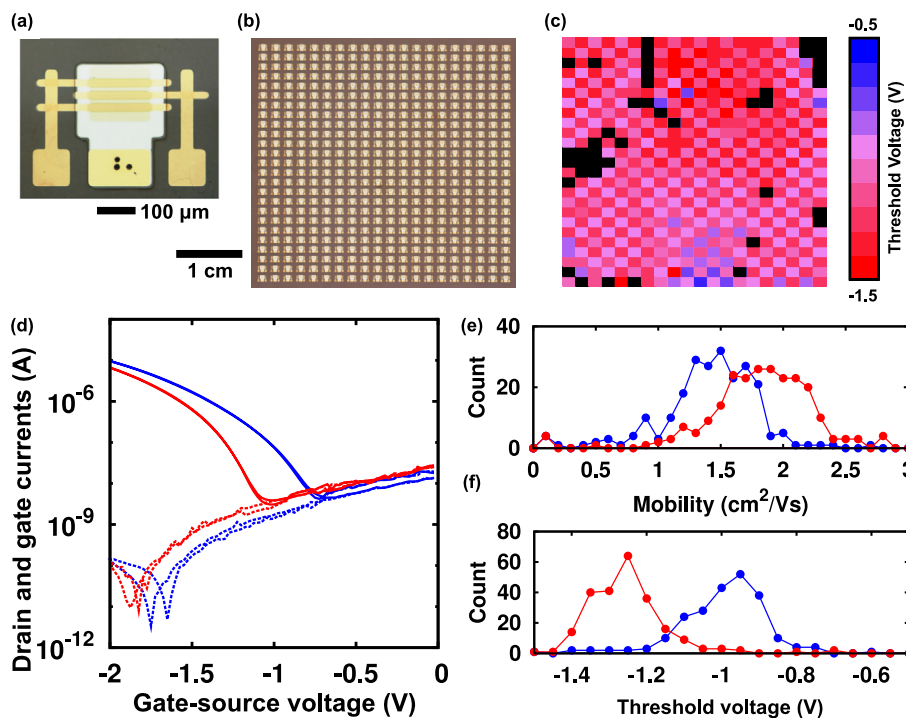 (a)
(b)
(c)
100 µm
1 cm
-0.5
Threshold Voltage (V)
-1.5
(d)
Drain and gate currents (A)
10-6
10-9
10-12
-2
-1.5
-1
-0.5
0
Gate-source voltage (V)
(e)
Count
40
20
0
0
0.5
1
1.5
2
2.5
3
Mobility (cm2/Vs)
(f)
Count
80
60
40
20
0
-1.4
-1.2
-1
-0.8
-0.6
Threshold voltage (V)